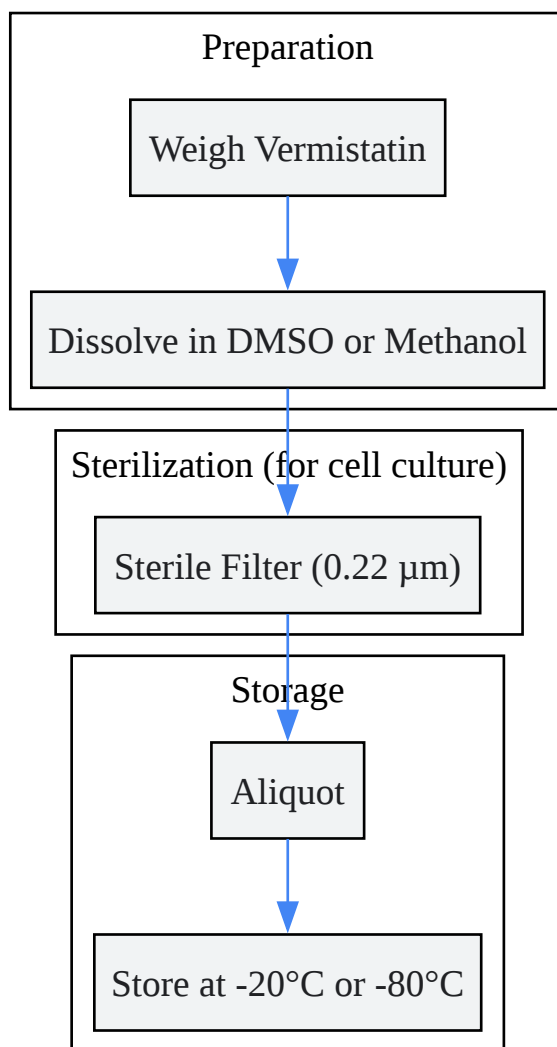 Preparation
Weigh Vermistatin
Dissolve in DMSO or Methanol
Sterilization (for cell culture)
Sterile Filter (0.22 µm)
Storage
Aliquot
Store at -20°C or -80°C